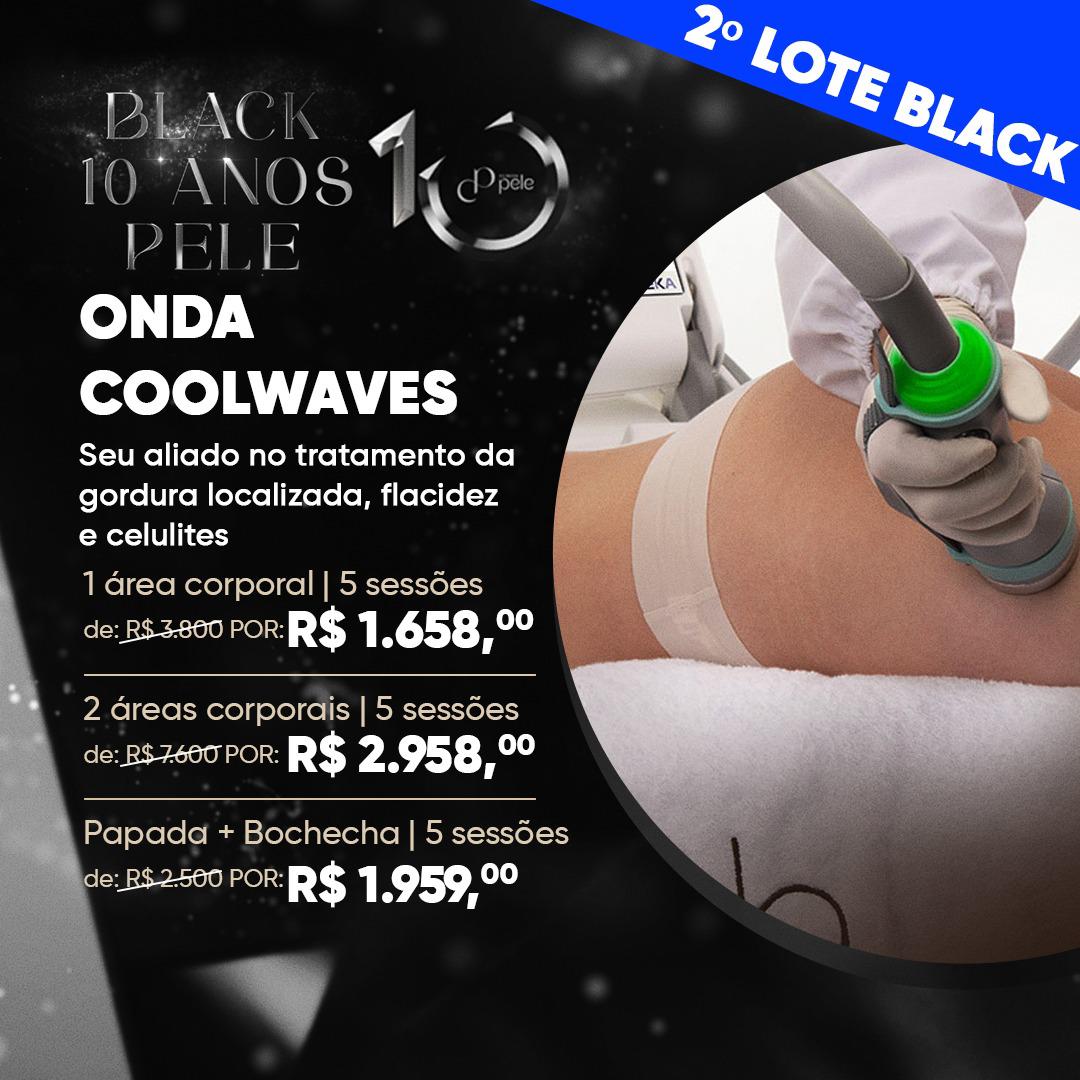 2º LOTE BLACK
BLACK
10 ANOS
PELE
10
pele
ONDA
COOLWAVES
Seu aliado no tratamento da
gordura localizada, flacidez
e celulites
1 área corporal | 5 sessões
de: R$ 3.800 POR: R$ 1.658,00
2 áreas corporais | 5 sessões
de: R$ 7.600 POR: R$ 2.958,00
Papada + Bochecha | 5 sessões
de: R$ 2.500 POR: R$ 1.959,00